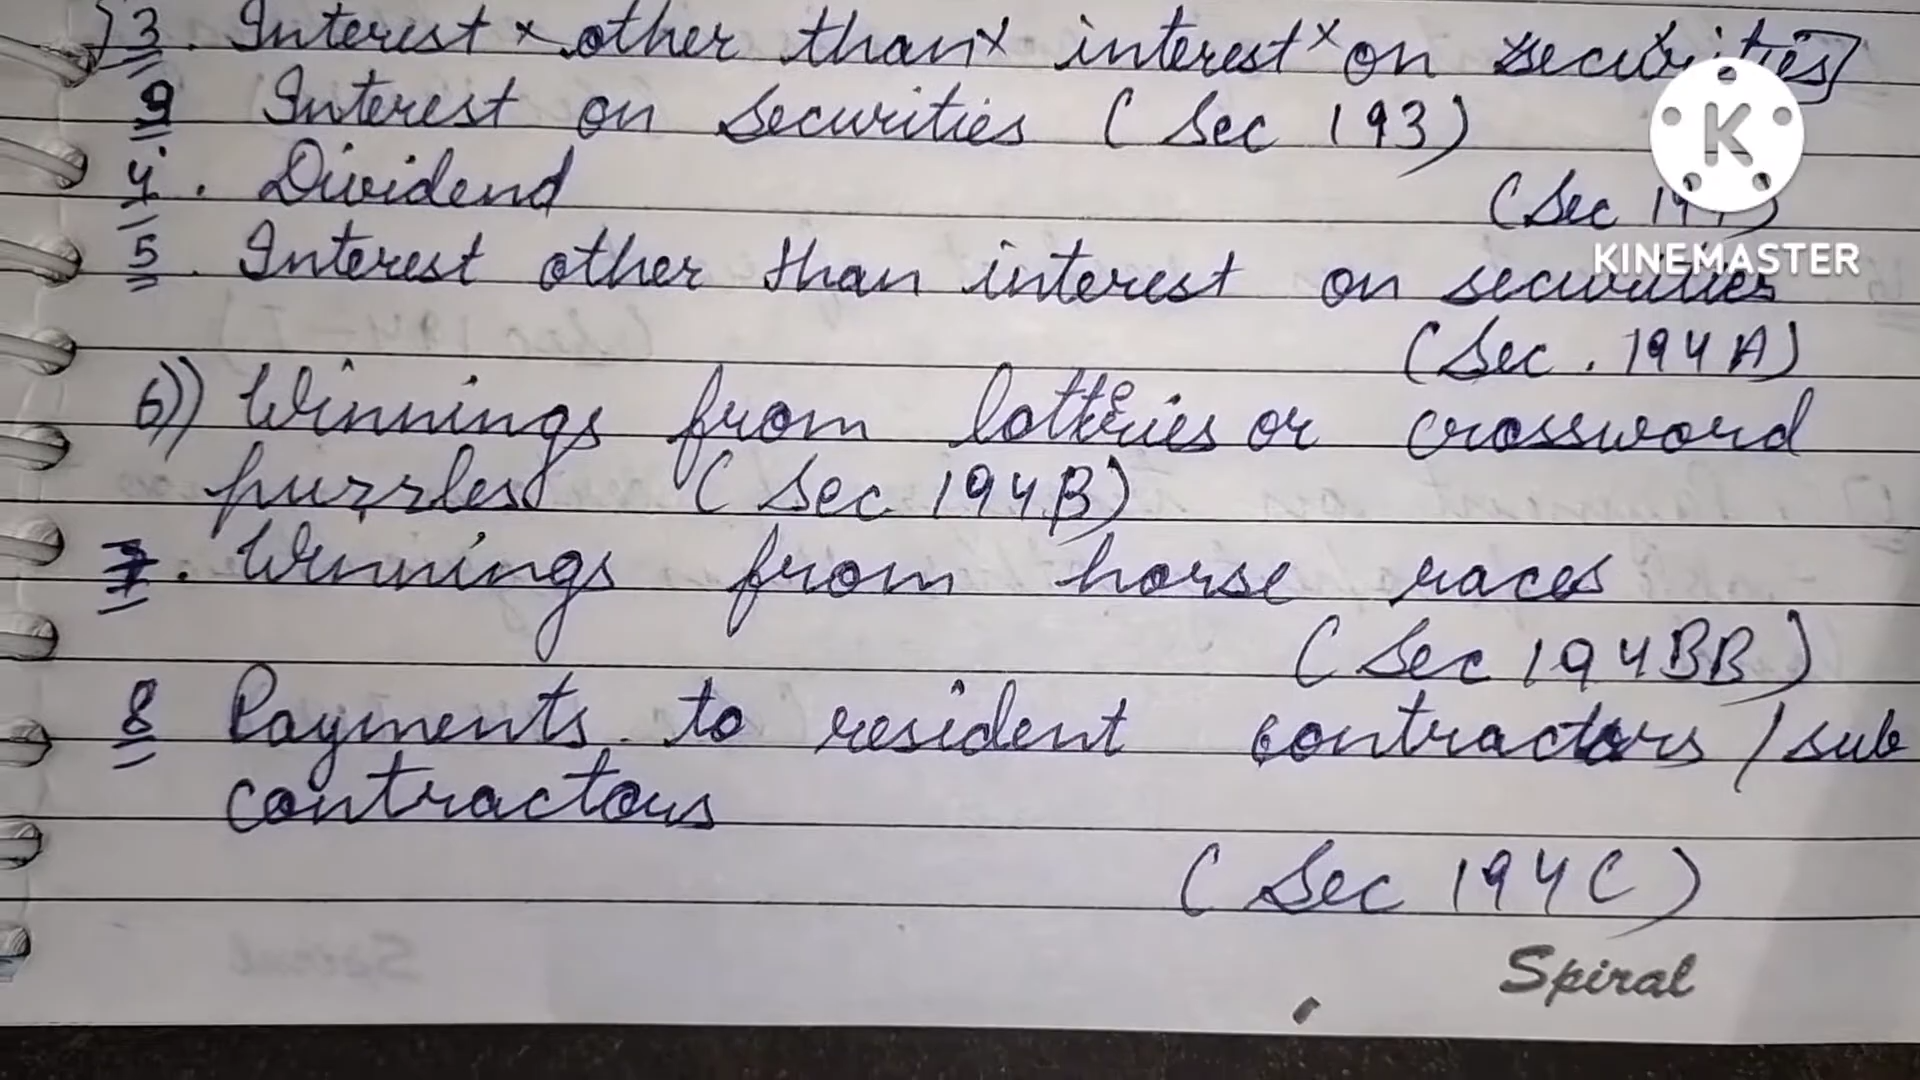 3. Interest × other than × interest × on securities
9 Interest on Securities ( Sec 193)
4. Dividend
(Sec
5. Interest other than interest on securities
(Sec. 194A)
6)) Winnings from lotteries or crossword
puzzles (Sec 194B)
7. Winnings from horse races
(Sec 194BB)
8 Payments to resident contractors / sub
contractors
( Sec 194C )
Spiral
K
KINEMASTER